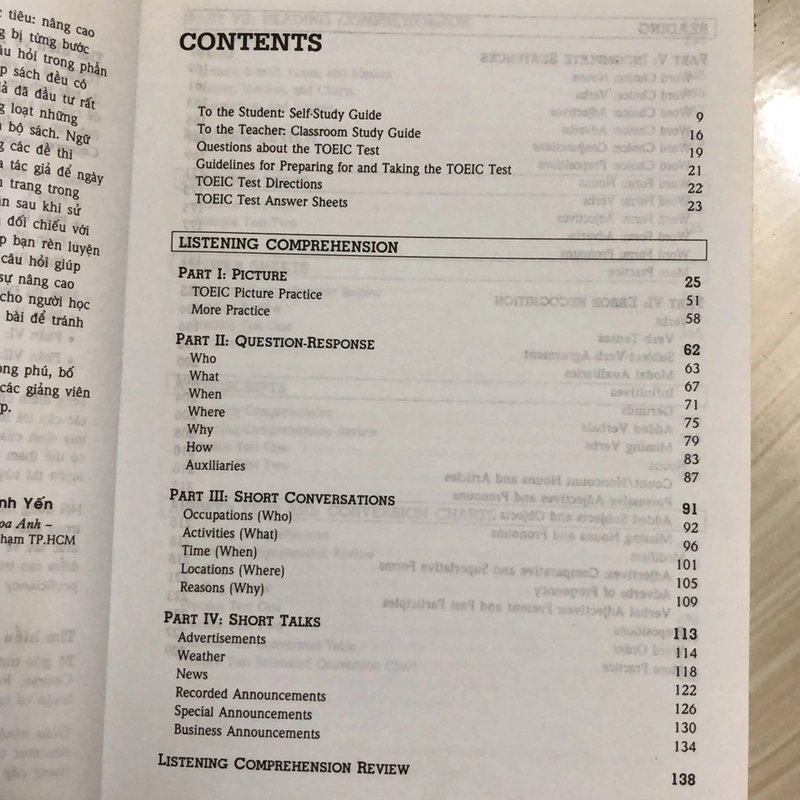 tiêu: nâng cao
g bị từng bước
âu hỏi trong phần
p sách đều có
iả đã đầu tư rất
g loạt những
bộ sách. Ngữ
g các đề thi
tác giả để ngày
trang trong
n sau khi sử
đối chiếu với
p bạn rèn luyện
câu hỏi giúp
sự nâng cao
cho người học
bài để tránh
ong phú, bố
các giảng viên
p.
nh Yến
oa Anh –
hạm TP.HCM
CONTENTS
To the Student: Self-Study Guide 9
To the Teacher: Classroom Study Guide 16
Questions about the TOEIC Test 19
Guidelines for Preparing for and Taking the TOEIC Test 21
TOEIC Test Directions 22
TOEIC Test Answer Sheets 23
LISTENING COMPREHENSION
PART I: PICTURE 25
TOEIC Picture Practice 51
More Practice 58
PART II: QUESTION-RESPONSE 62
Who 63
What 67
When 71
Where 75
Why 79
How 83
Auxiliaries 87
PART III: SHORT CONVERSATIONS 91
Occupations (Who) 92
Activities (What) 96
Time (When) 101
Locations (Where) 105
Reasons (Why) 109
PART IV: SHORT TALKS 113
Advertisements 114
Weather 118
News 122
Recorded Announcements 126
Special Announcements 130
Business Announcements 134
LISTENING COMPREHENSION REVIEW 138